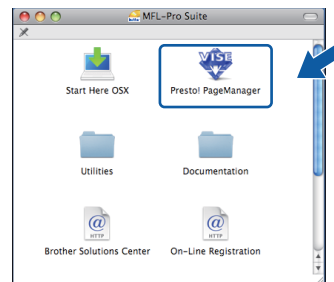 MFL-Pro Suite
Start Here OSX
VISE
Presto! PageManager
Utilities
Documentation
@
HTTP
Brother Solutions Center
@
HTTP
On-Line Registration